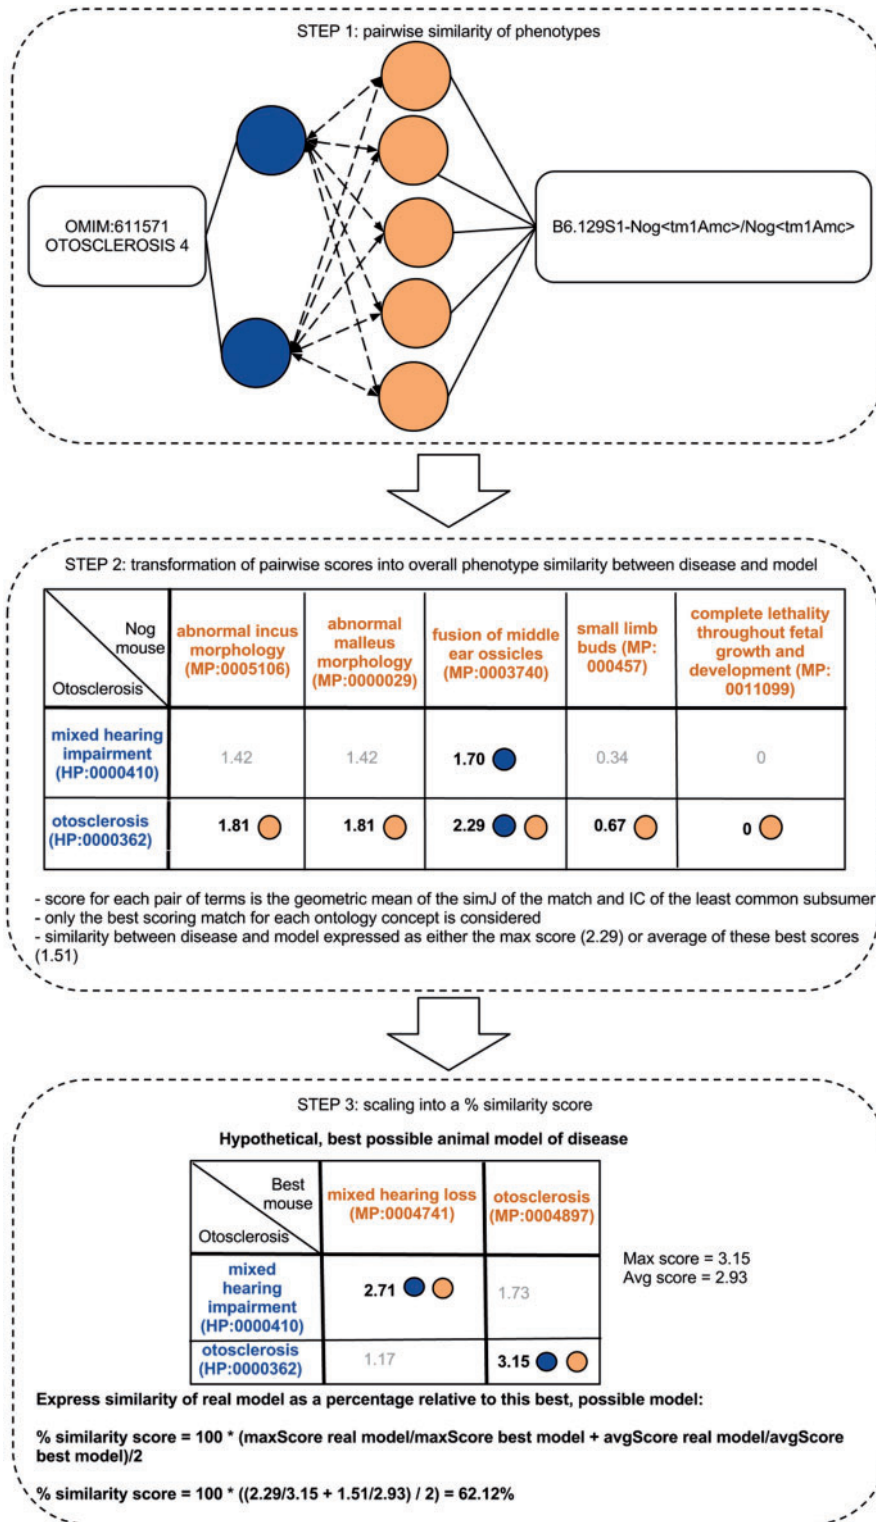 STEP 1: pairwise similarity of phenotypes
OMIM:611571
OTOSCLEROSIS 4
B6.129S1-Nog<tm1Amc>/Nog<tm1Amc>
STEP 2: transformation of pairwise scores into overall phenotype similarity between disease and model
Nog
mouse
Otosclerosis
abnormal incus
morphology
(MP:0005106)
abnormal
malleus
morphology
(MP:0000029)
fusion of middle
ear ossicles
(MP:0003740)
small limb
buds (MP:
000457)
complete lethality
throughout fetal
growth and
development (MP:
0011099)
mixed hearing
impairment
(HP:0000410)
1.42
1.42
1.70
0.34
0
otosclerosis
(HP:0000362)
1.81
1.81
2.29
0.67
0
- score for each pair of terms is the geometric mean of the simJ of the match and IC of the least common subsumer
- only the best scoring match for each ontology concept is considered
- similarity between disease and model expressed as either the max score (2.29) or average of these best scores
(1.51)
STEP 3: scaling into a % similarity score
Hypothetical, best possible animal model of disease
Best
mouse
Otosclerosis
mixed hearing loss
(MP:0004741)
otosclerosis
(MP:0004897)
mixed
hearing
impairment
(HP:0000410)
2.71
1.73
otosclerosis
(HP:0000362)
1.17
3.15
Max score = 3.15
Avg score = 2.93
Express similarity of real model as a percentage relative to this best, possible model:
% similarity score = 100 * (maxScore real model/maxScore best model + avgScore real model/avgScore
best model)/2
% similarity score = 100 * ((2.29/3.15 + 1.51/2.93) / 2) = 62.12%